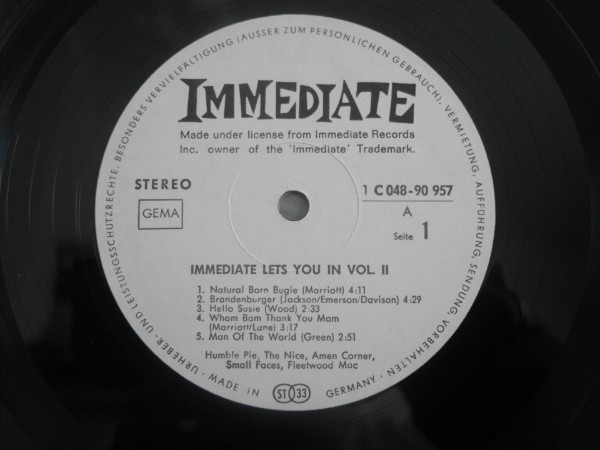 URHEBER- UND LEISTUNGSSCHUTZRECHTE, BESONDERS VERVIELFÄLTIGUNG (AUSSER ZUM PERSÖNLICHEN GEBRAUCH), VERMIETUNG, AUFFÜHRUNG, SENDUNG, VORBEHALTEN
IMMEDIATE
Made under license from Immediate Records
Inc. owner of the 'Immediate' Trademark.
STEREO
GEMA
1 C 048-90 957
A
Seite 1
IMMEDIATE LETS YOU IN VOL. II
1. Natural Born Bugie (Marriott) 4:11
2. Brandenburger (Jackson/Emerson/Davison) 4:29
3. Hello Susie (Wood) 2:33
4. Wham Bam Thank You Mam
(Marriott/Lane) 3:17
5. Man Of The World (Green) 2:51
Humble Pie, The Nice, Amen Corner,
Small Faces, Fleetwood Mac
• MADE IN ST 33 GERMANY •